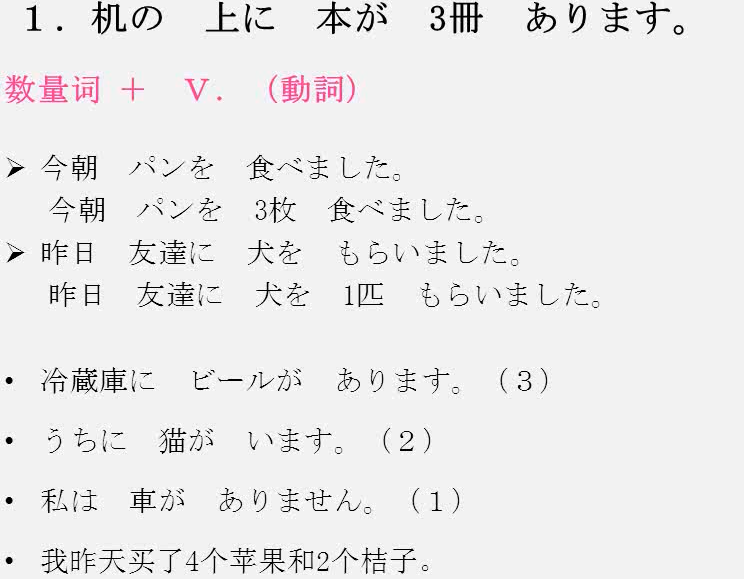 １．机の　上に　本が　3冊　あります。
数量词 ＋　Ｖ．（動詞）
➢ 今朝　パンを　食べました。
今朝　パンを　3枚　食べました。
➢ 昨日　友達に　犬を　もらいました。
昨日　友達に　犬を　1匹　もらいました。
• 冷蔵庫に　ビールが　あります。（３）
• うちに　猫が　います。（２）
• 私は　車が　ありません。（１）
• 我昨天买了4个苹果和2个桔子。